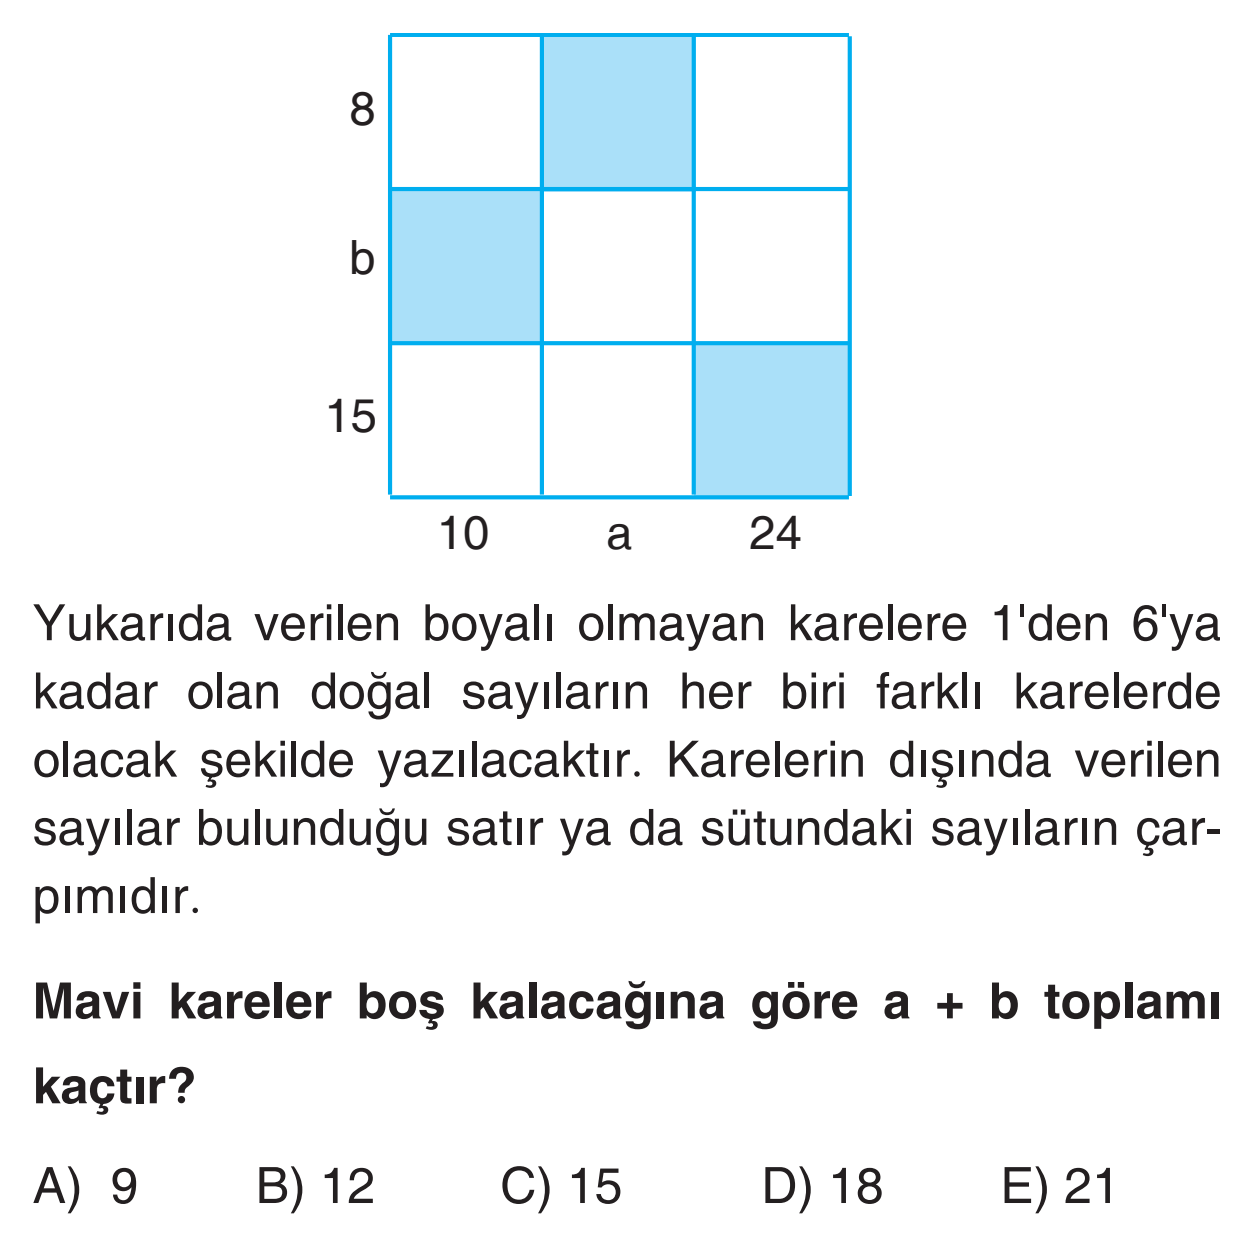 8
b
15
10 a 24
Yukarıda verilen boyalı olmayan karelere 1'den 6'ya
kadar olan doğal sayıların her biri farklı karelerde
olacak şekilde yazılacaktır. Karelerin dışında verilen
sayılar bulunduğu satır ya da sütundaki sayıların çar-
pımıdır.
Mavi kareler boş kalacağına göre a + b toplamı
kaçtır?
A) 9 B) 12 C) 15 D) 18 E) 21